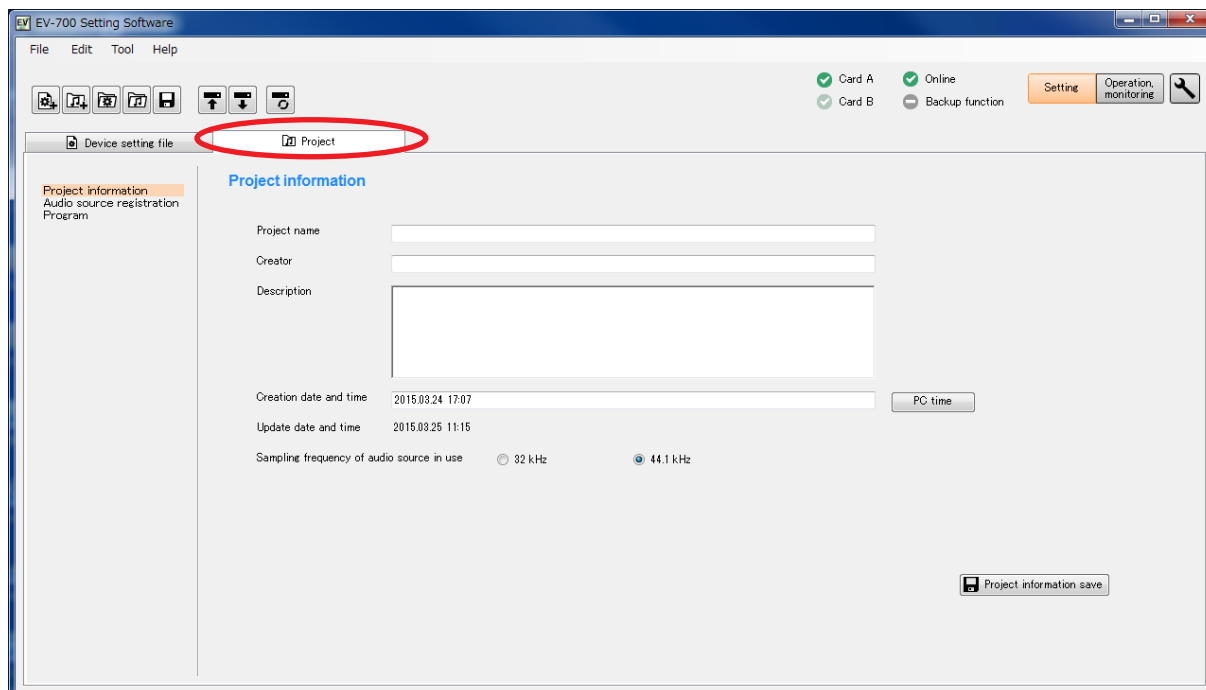 EV EV-700 Setting Software
File Edit Tool Help
Card A Online
Card B Backup function
Setting
Operation,
monitoring
Device setting file
Project
Project information
Audio source registration
Program
Project information
Project name
Creator
Description
Creation date and time 2015.03.24 17:07 PC time
Update date and time 2015.03.25 11:15
Sampling frequency of audio source in use 32 kHz 44.1 kHz
Project information save